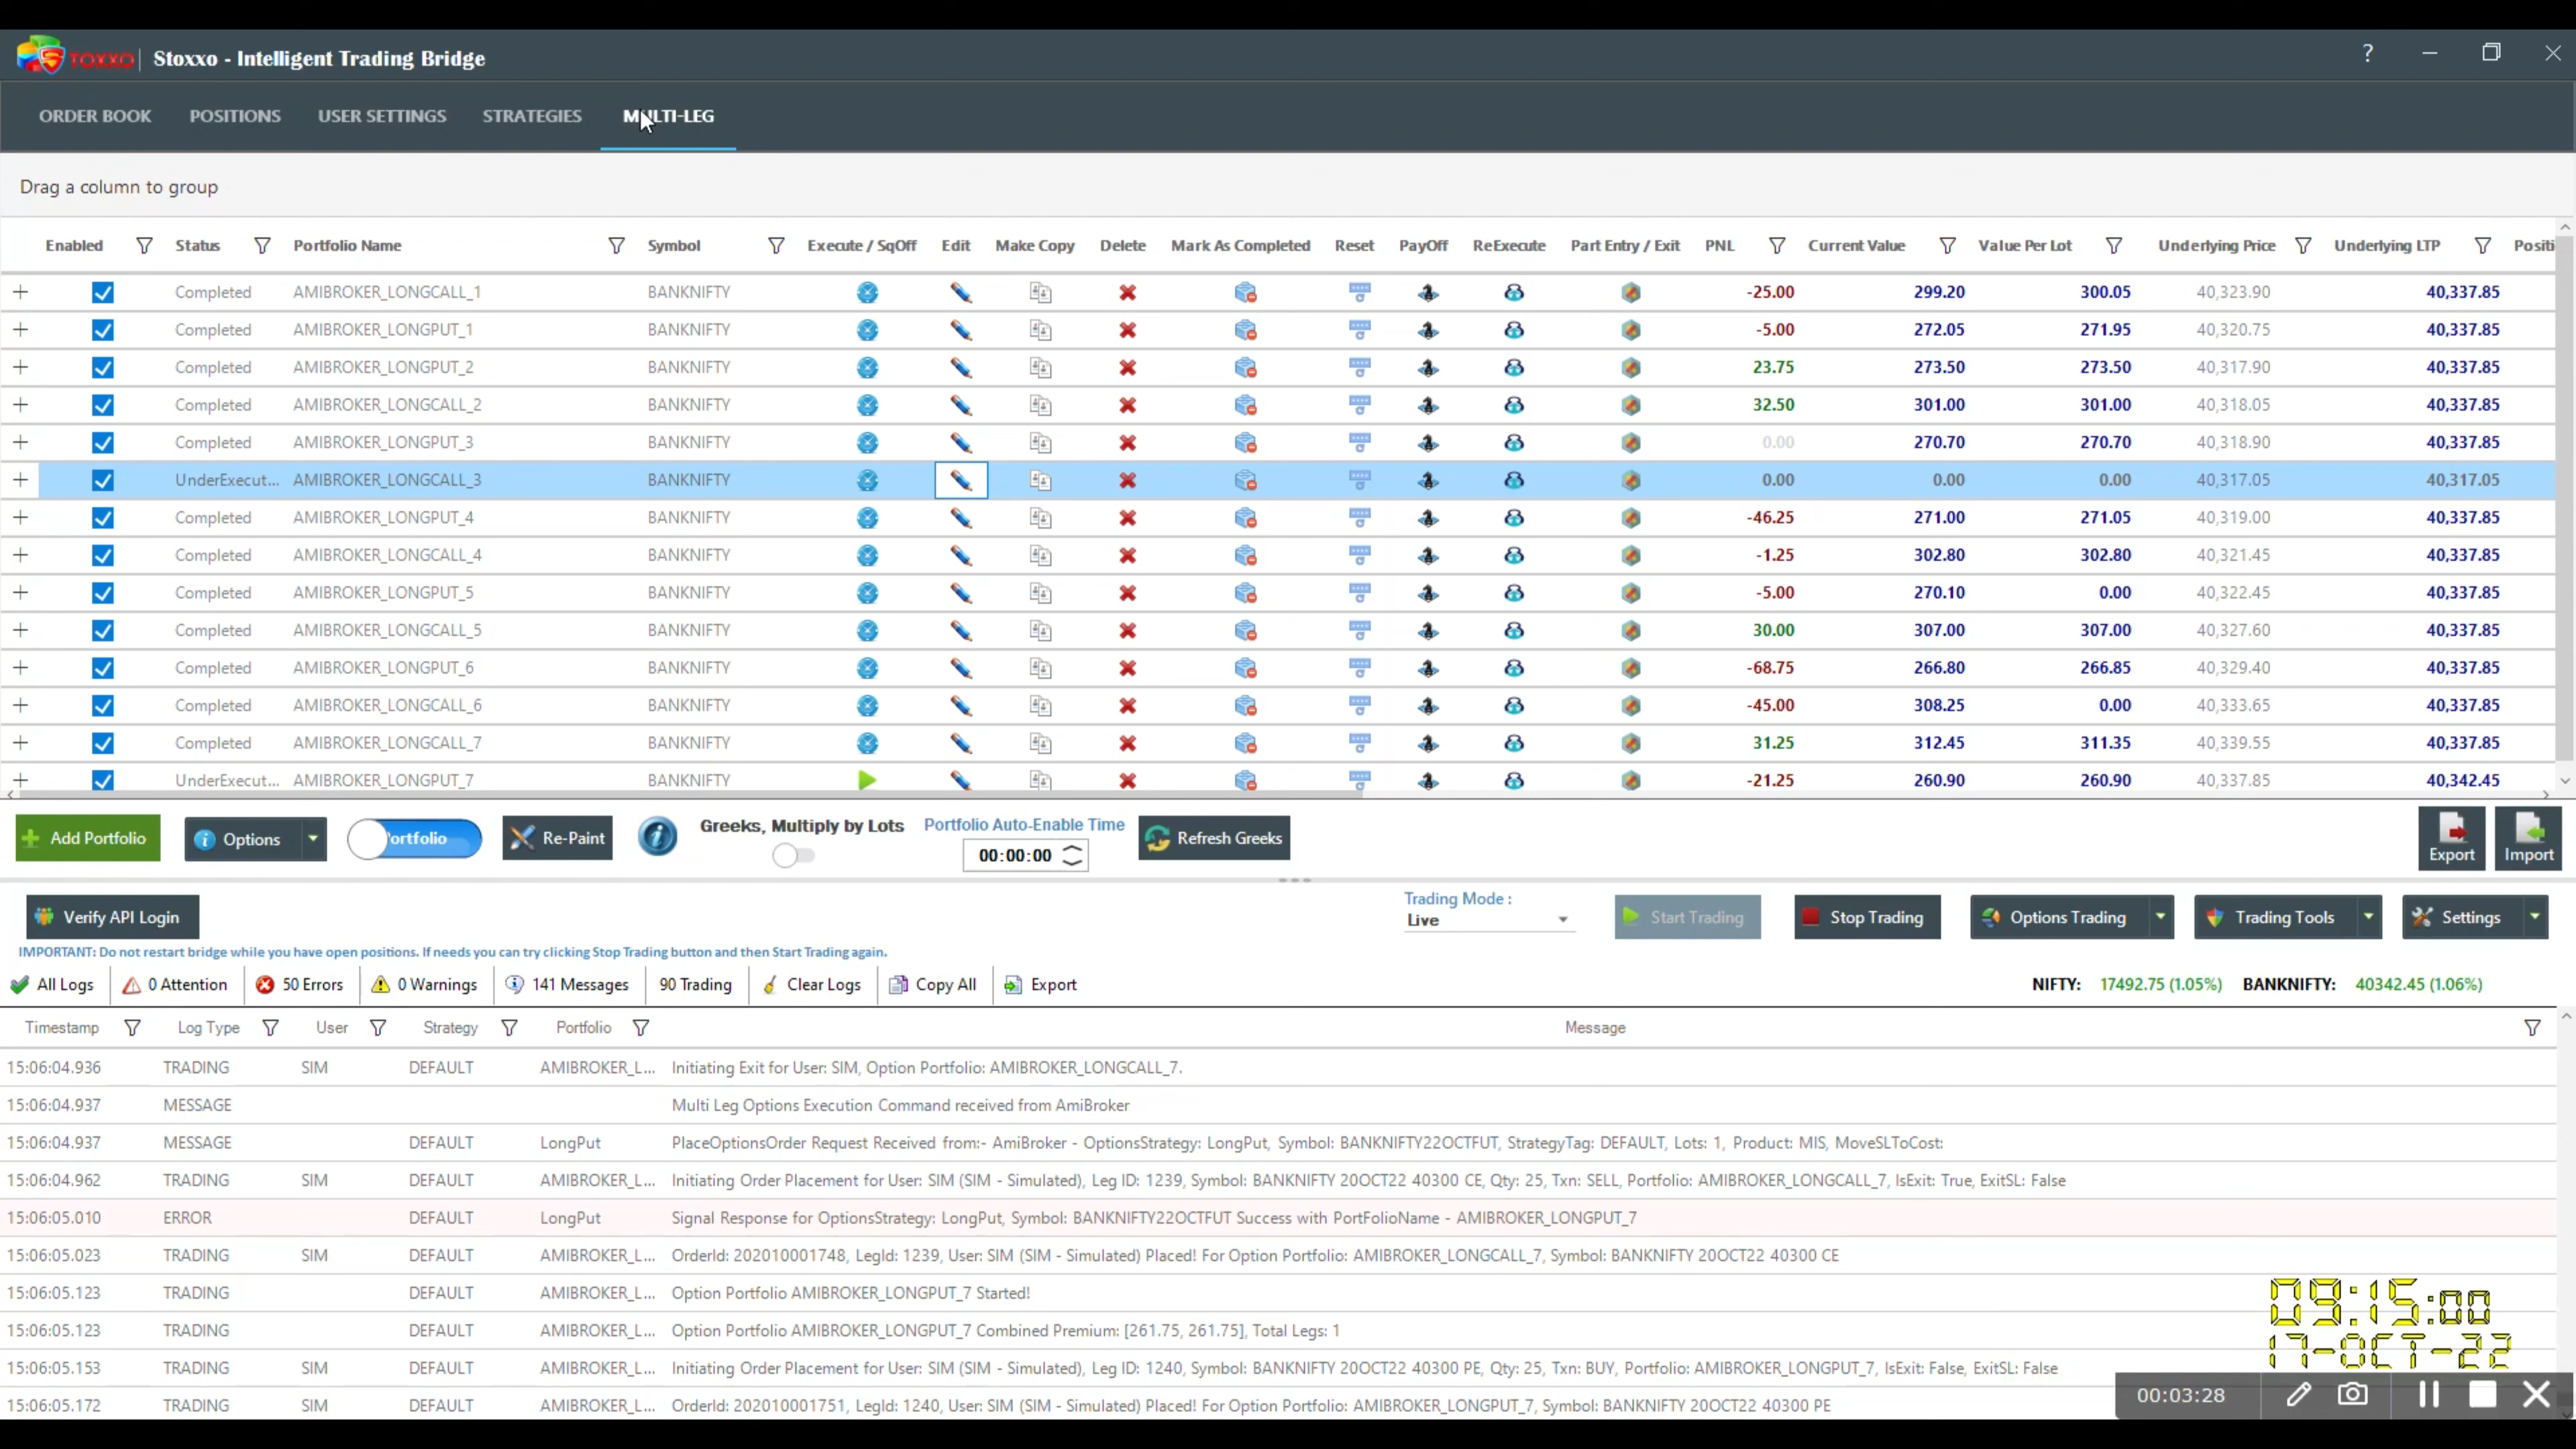 TOXXO Stoxxo - Intelligent Trading Bridge ?
ORDER BOOK POSITIONS USER SETTINGS STRATEGIES MULTI-LEG
Drag a column to group
Enabled Status Portfolio Name Symbol Execute / SqOff Edit Make Copy Delete Mark As Completed Reset PayOff ReExecute Part Entry / Exit PNL Current Value Value Per Lot Underlying Price Underlying LTP Positi
Completed AMIBROKER_LONGCALL_1 BANKNIFTY -25.00 299.20 300.05 40,323.90 40,337.85
Completed AMIBROKER_LONGPUT_1 BANKNIFTY -5.00 272.05 271.95 40,320.75 40,337.85
Completed AMIBROKER_LONGPUT_2 BANKNIFTY 23.75 273.50 273.50 40,317.90 40,337.85
Completed AMIBROKER_LONGCALL_2 BANKNIFTY 32.50 301.00 301.00 40,318.05 40,337.85
Completed AMIBROKER_LONGPUT_3 BANKNIFTY 0.00 270.70 270.70 40,318.90 40,337.85
UnderExecut... AMIBROKER_LONGCALL_3 BANKNIFTY 0.00 0.00 0.00 40,317.05 40,317.05
Completed AMIBROKER_LONGPUT_4 BANKNIFTY -46.25 271.00 271.05 40,319.00 40,337.85
Completed AMIBROKER_LONGCALL_4 BANKNIFTY -1.25 302.80 302.80 40,321.45 40,337.85
Completed AMIBROKER_LONGPUT_5 BANKNIFTY -5.00 270.10 0.00 40,322.45 40,337.85
Completed AMIBROKER_LONGCALL_5 BANKNIFTY 30.00 307.00 307.00 40,327.60 40,337.85
Completed AMIBROKER_LONGPUT_6 BANKNIFTY -68.75 266.80 266.85 40,329.40 40,337.85
Completed AMIBROKER_LONGCALL_6 BANKNIFTY -45.00 308.25 0.00 40,333.65 40,337.85
Completed AMIBROKER_LONGCALL_7 BANKNIFTY 31.25 312.45 311.35 40,339.55 40,337.85
UnderExecut... AMIBROKER_LONGPUT_7 BANKNIFTY -21.25 260.90 260.90 40,337.85 40,342.45
Add Portfolio Options ortfolio Re-Paint Greeks, Multiply by Lots Portfolio Auto-Enable Time 00:00:00 Refresh Greeks Export Import
Verify API Login Trading Mode : Live Start Trading Stop Trading Options Trading Trading Tools Settings
IMPORTANT: Do not restart bridge while you have open positions. If needs you can try clicking Stop Trading button and then Start Trading again.
All Logs 0 Attention 50 Errors 0 Warnings 141 Messages 90 Trading Clear Logs Copy All Export NIFTY: 17492.75 (1.05%) BANKNIFTY: 40342.45 (1.06%)
Timestamp Log Type User Strategy Portfolio Message
15:06:04.936 TRADING SIM DEFAULT AMIBROKER_L... Initiating Exit for User: SIM, Option Portfolio: AMIBROKER_LONGCALL_7.
15:06:04.937 MESSAGE Multi Leg Options Execution Command received from AmiBroker
15:06:04.937 MESSAGE DEFAULT LongPut PlaceOptionsOrder Request Received from:- AmiBroker - OptionsStrategy: LongPut, Symbol: BANKNIFTY22OCTFUT, StrategyTag: DEFAULT, Lots: 1, Product: MIS, MoveSLToCost:
15:06:04.962 TRADING SIM DEFAULT AMIBROKER_L... Initiating Order Placement for User: SIM (SIM - Simulated), Leg ID: 1239, Symbol: BANKNIFTY 20OCT22 40300 CE, Qty: 25, Txn: SELL, Portfolio: AMIBROKER_LONGCALL_7, IsExit: True, ExitSL: False
15:06:05.010 ERROR DEFAULT LongPut Signal Response for OptionsStrategy: LongPut, Symbol: BANKNIFTY22OCTFUT Success with PortFolioName - AMIBROKER_LONGPUT_7
15:06:05.023 TRADING SIM DEFAULT AMIBROKER_L... OrderId: 202010001748, LegId: 1239, User: SIM (SIM - Simulated) Placed! For Option Portfolio: AMIBROKER_LONGCALL_7, Symbol: BANKNIFTY 20OCT22 40300 CE
15:06:05.123 TRADING DEFAULT AMIBROKER_L... Option Portfolio AMIBROKER_LONGPUT_7 Started!
15:06:05.123 TRADING DEFAULT AMIBROKER_L... Option Portfolio AMIBROKER_LONGPUT_7 Combined Premium: [261.75, 261.75], Total Legs: 1
15:06:05.153 TRADING SIM DEFAULT AMIBROKER_L... Initiating Order Placement for User: SIM (SIM - Simulated), Leg ID: 1240, Symbol: BANKNIFTY 20OCT22 40300 PE, Qty: 25, Txn: BUY, Portfolio: AMIBROKER_LONGPUT_7, IsExit: False, ExitSL: False
15:06:05.172 TRADING SIM DEFAULT AMIBROKER_L... OrderId: 202010001751, LegId: 1240, User: SIM (SIM - Simulated) Placed! For Option Portfolio: AMIBROKER_LONGPUT_7, Symbol: BANKNIFTY 20OCT22 40300 PE
09:15:00
17-OCT-22
00:03:28